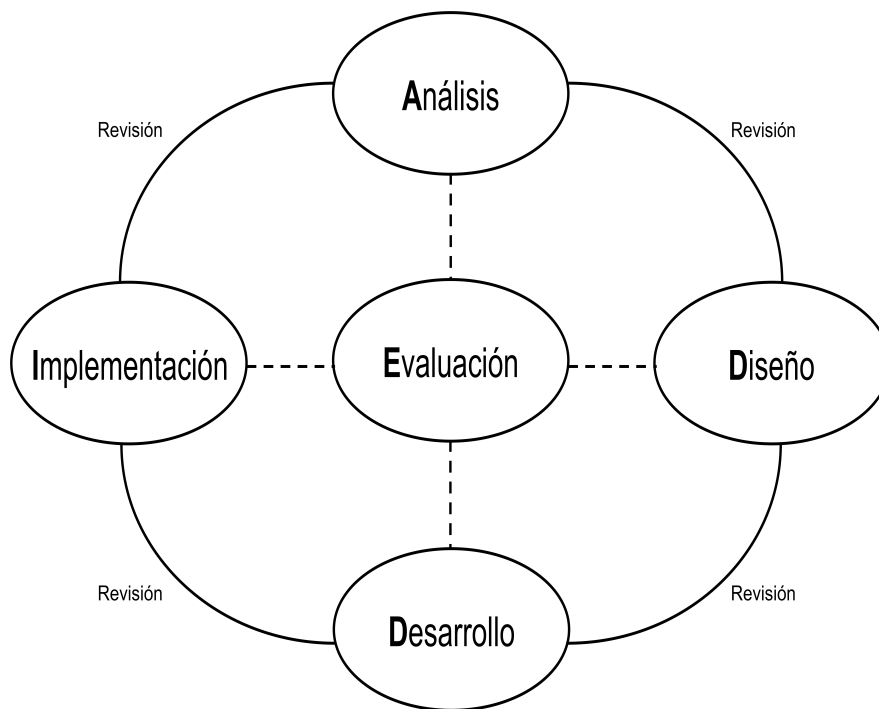 Análisis
Revisión
Revisión
Implementación
Evaluación
Diseño
Revisión
Revisión
Desarrollo